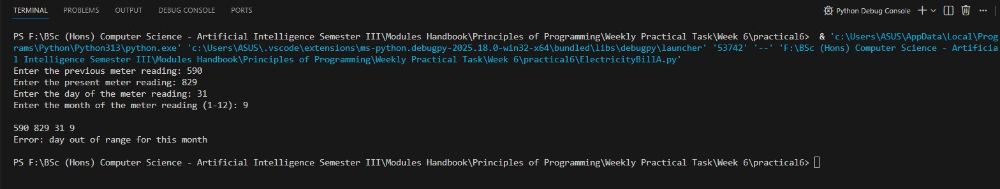 TERMINAL PROBLEMS OUTPUT DEBUG CONSOLE PORTS Python Debug Console
PS F:\BSc (Hons) Computer Science - Artificial Intelligence Semester III\Modules Handbook\Principles of Programming\Weekly Practical Task\Week 6\practical6>  & 'c:\Users\ASUS\AppData\Local\Prog
rams\Python\Python313\python.exe' 'c:\Users\ASUS\.vscode\extensions\ms-python.debugpy-2025.18.0-win32-x64\bundled\libs\debugpy\launcher' '53742' '--' 'F:\BSc (Hons) Computer Science - Artificia
l Intelligence Semester III\Modules Handbook\Principles of Programming\Weekly Practical Task\Week 6\practical6\ElectricityBillA.py'
Enter the previous meter reading: 590
Enter the present meter reading: 829
Enter the day of the meter reading: 31
Enter the month of the meter reading (1-12): 9
590 829 31 9
Error: day out of range for this month
PS F:\BSc (Hons) Computer Science - Artificial Intelligence Semester III\Modules Handbook\Principles of Programming\Weekly Practical Task\Week 6\practical6>